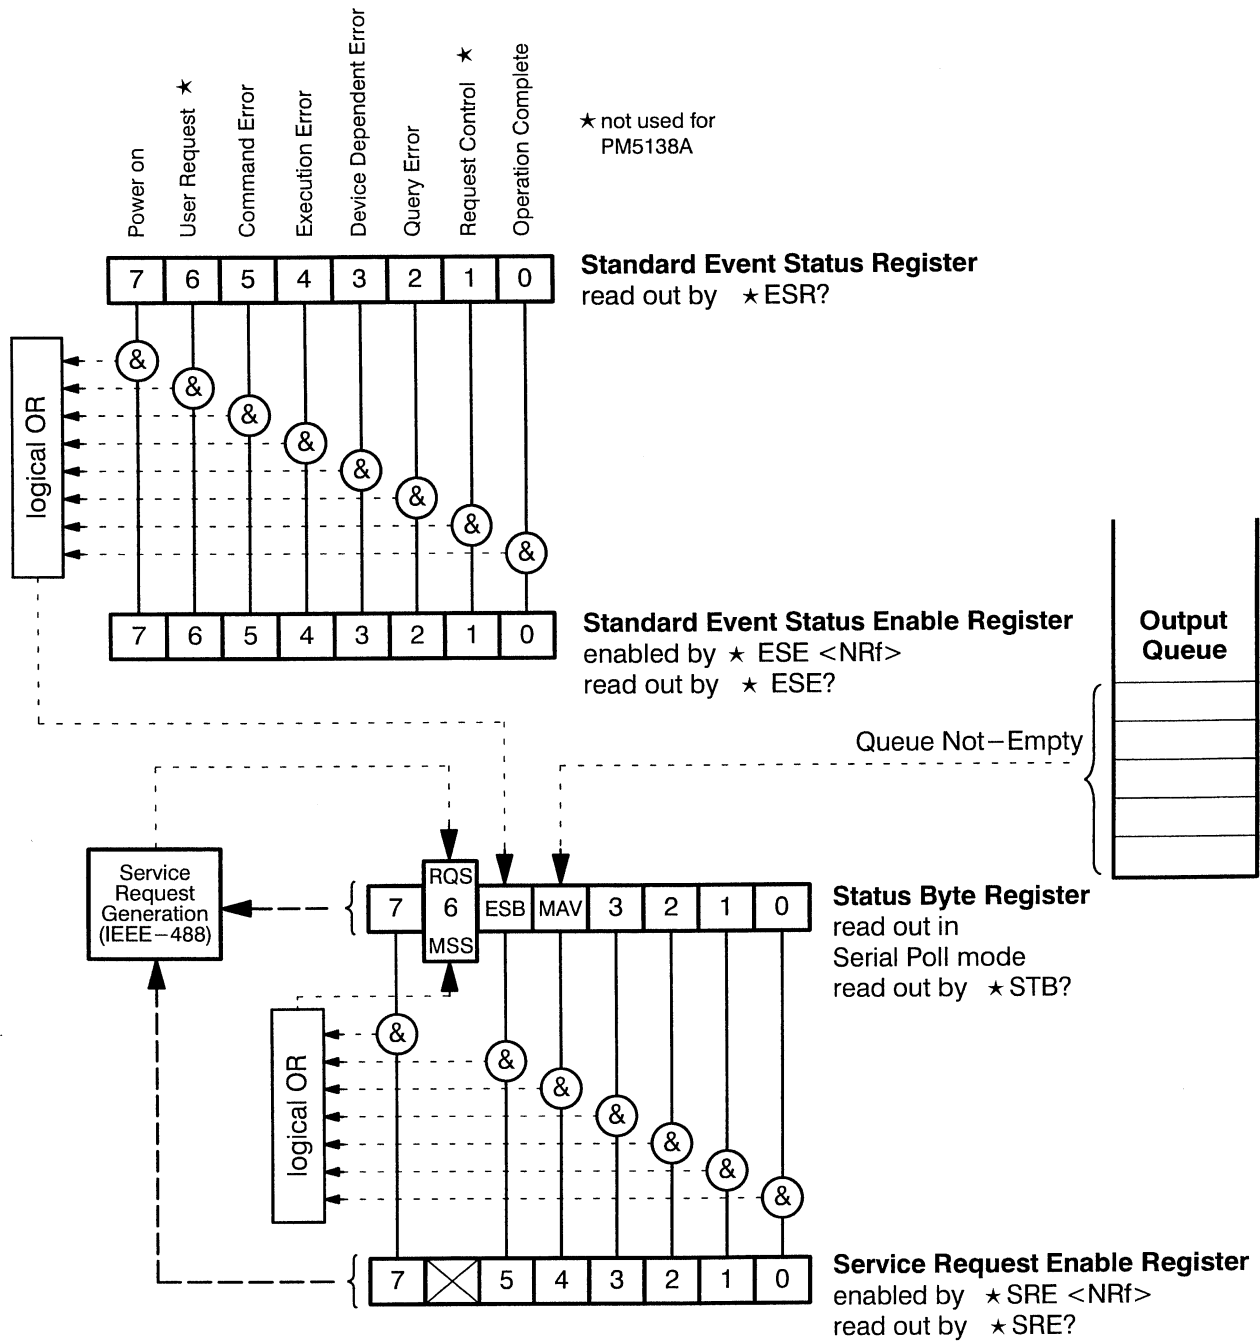 Power on
User Request ★
Command Error
Execution Error
Device Dependent Error
Query Error
Request Control ★
Operation Complete
★ not used for
PM5138A
7 6 5 4 3 2 1 0
Standard Event Status Register
read out by ★ ESR?
&
&
&
&
&
&
&
&
logical OR
7 6 5 4 3 2 1 0
Standard Event Status Enable Register
enabled by ★ ESE <NRf>
read out by ★ ESE?
Output
Queue
Queue Not–Empty
Service
Request
Generation
(IEEE–488)
RQS
7 6 ESB MAV 3 2 1 0
MSS
Status Byte Register
read out in
Serial Poll mode
read out by ★ STB?
&
&
&
&
&
&
&
logical OR
7 5 4 3 2 1 0
Service Request Enable Register
enabled by ★ SRE <NRf>
read out by ★ SRE?